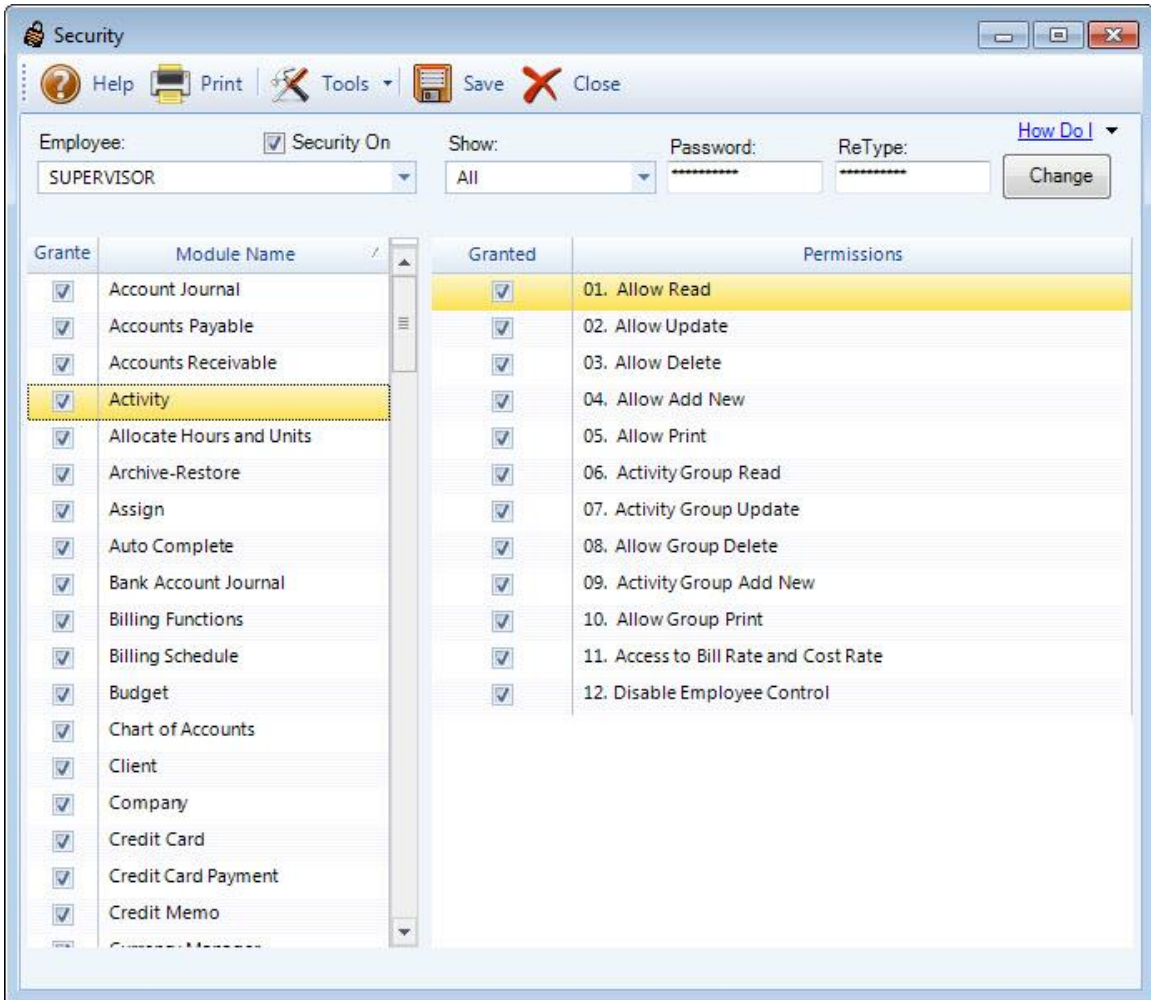 Security
Help Print Tools Save Close
Employee: Security On Show: Password: ReType: How Do I
SUPERVISOR All ********** ********** Change
Grante Module Name Granted Permissions
Account Journal 01. Allow Read
Accounts Payable 02. Allow Update
Accounts Receivable 03. Allow Delete
Activity 04. Allow Add New
Allocate Hours and Units 05. Allow Print
Archive-Restore 06. Activity Group Read
Assign 07. Activity Group Update
Auto Complete 08. Allow Group Delete
Bank Account Journal 09. Activity Group Add New
Billing Functions 10. Allow Group Print
Billing Schedule 11. Access to Bill Rate and Cost Rate
Budget 12. Disable Employee Control
Chart of Accounts
Client
Company
Credit Card
Credit Card Payment
Credit Memo